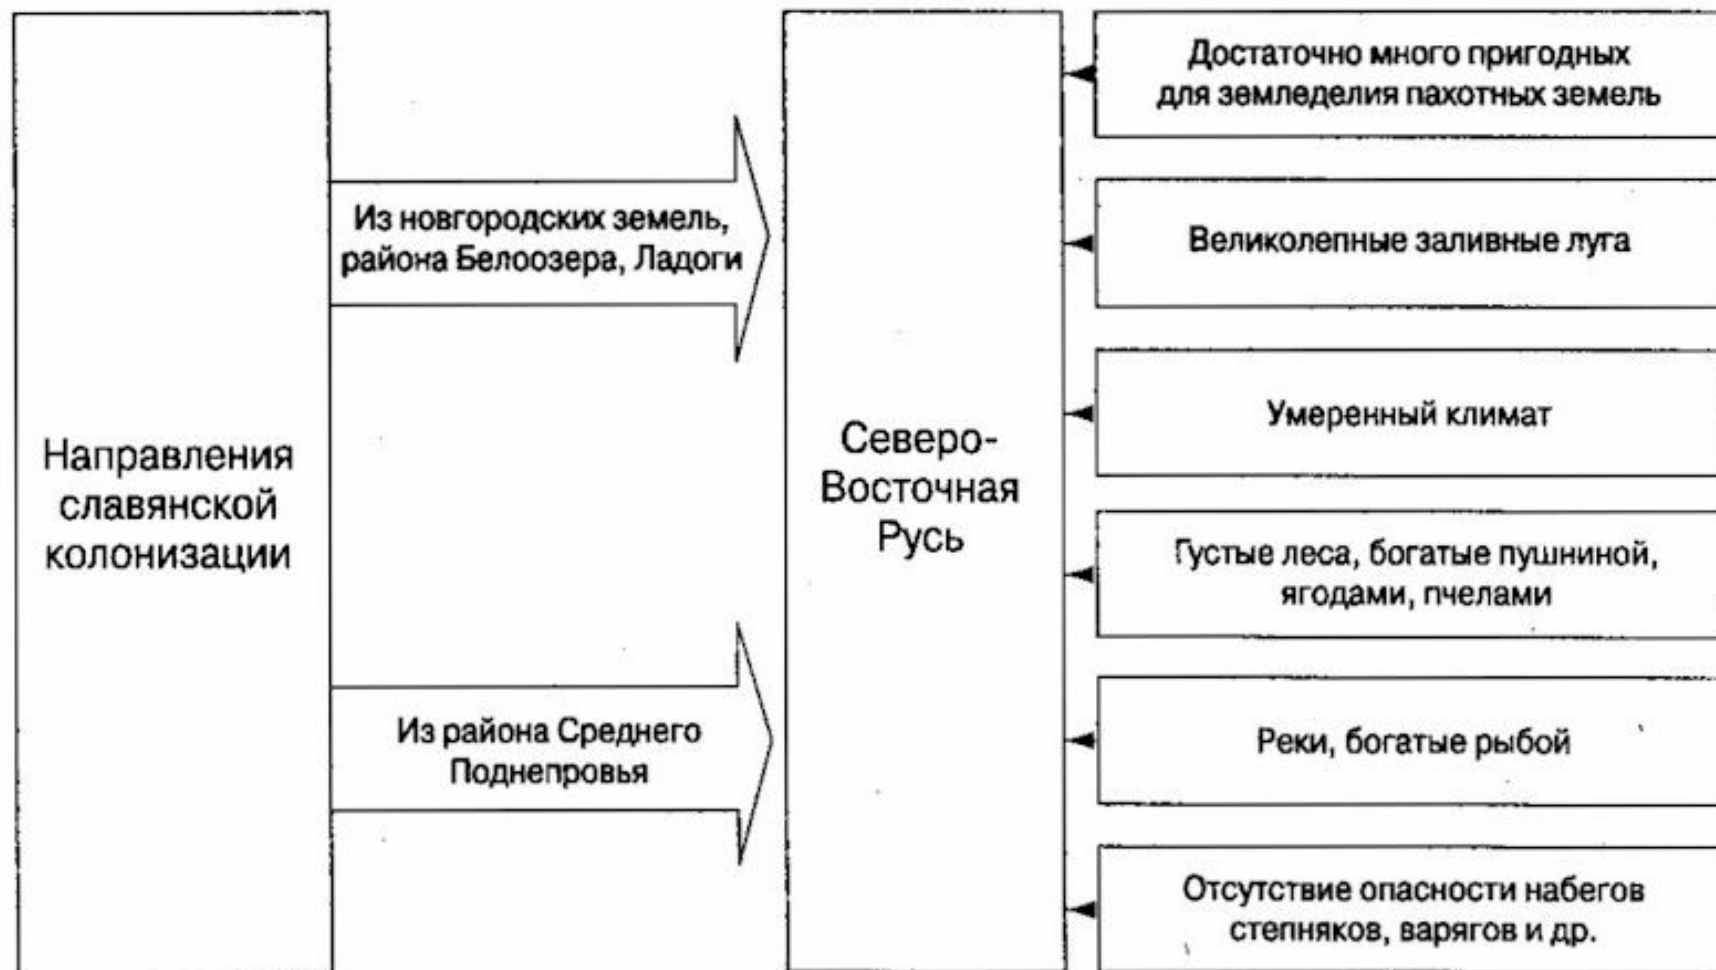 Направления
славянской
колонизации
Из новгородских земель,
района Белоозера, Ладоги
Из района Среднего
Поднепровья
Северо-
Восточная
Русь
Достаточно много пригодных
для земледелия пахотных земель
Великолепные заливные луга
Умеренный климат
Густые леса, богатые пушниной,
ягодами, пчелами
Реки, богатые рыбой
Отсутствие опасности набегов
степняков, варягов и др.